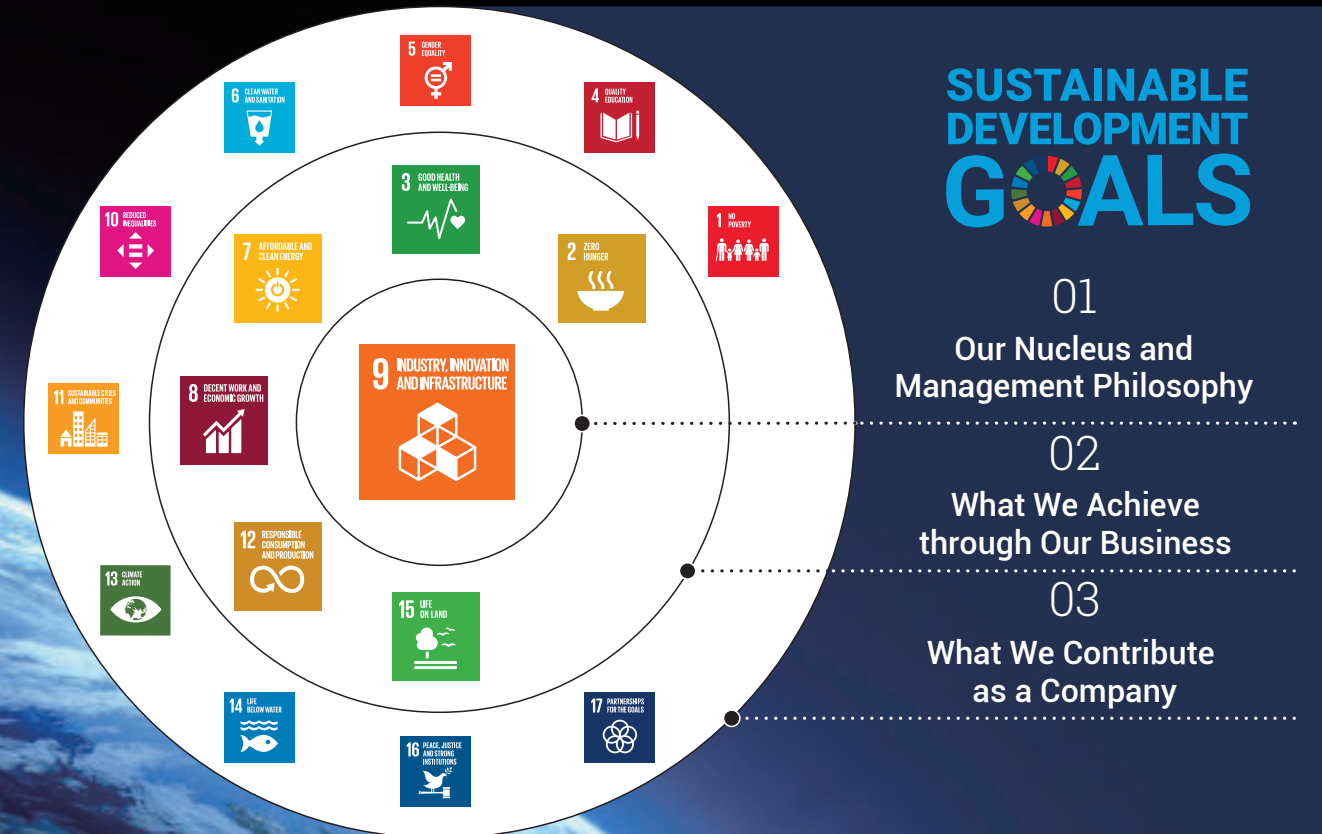 5 GENDER
EQUALITY
6 CLEAN WATER
AND SANITATION
4 QUALITY
EDUCATION
3 GOOD HEALTH
AND WELL-BEING
10 REDUCED
INEQUALITIES
1 NO
POVERTY
7 AFFORDABLE AND
CLEAN ENERGY
2 ZERO
HUNGER
9 INDUSTRY, INNOVATION
AND INFRASTRUCTURE
11 SUSTAINABLE CITIES
AND COMMUNITIES
8 DECENT WORK AND
ECONOMIC GROWTH
12 RESPONSIBLE
CONSUMPTION
AND PRODUCTION
13 CLIMATE
ACTION
15 LIFE
ON LAND
14 LIFE
BELOW WATER
17 PARTNERSHIPS
FOR THE GOALS
16 PEACE, JUSTICE
AND STRONG
INSTITUTIONS
SUSTAINABLE
DEVELOPMENT
GOALS
01
Our Nucleus and
Management Philosophy
02
What We Achieve
through Our Business
03
What We Contribute
as a Company